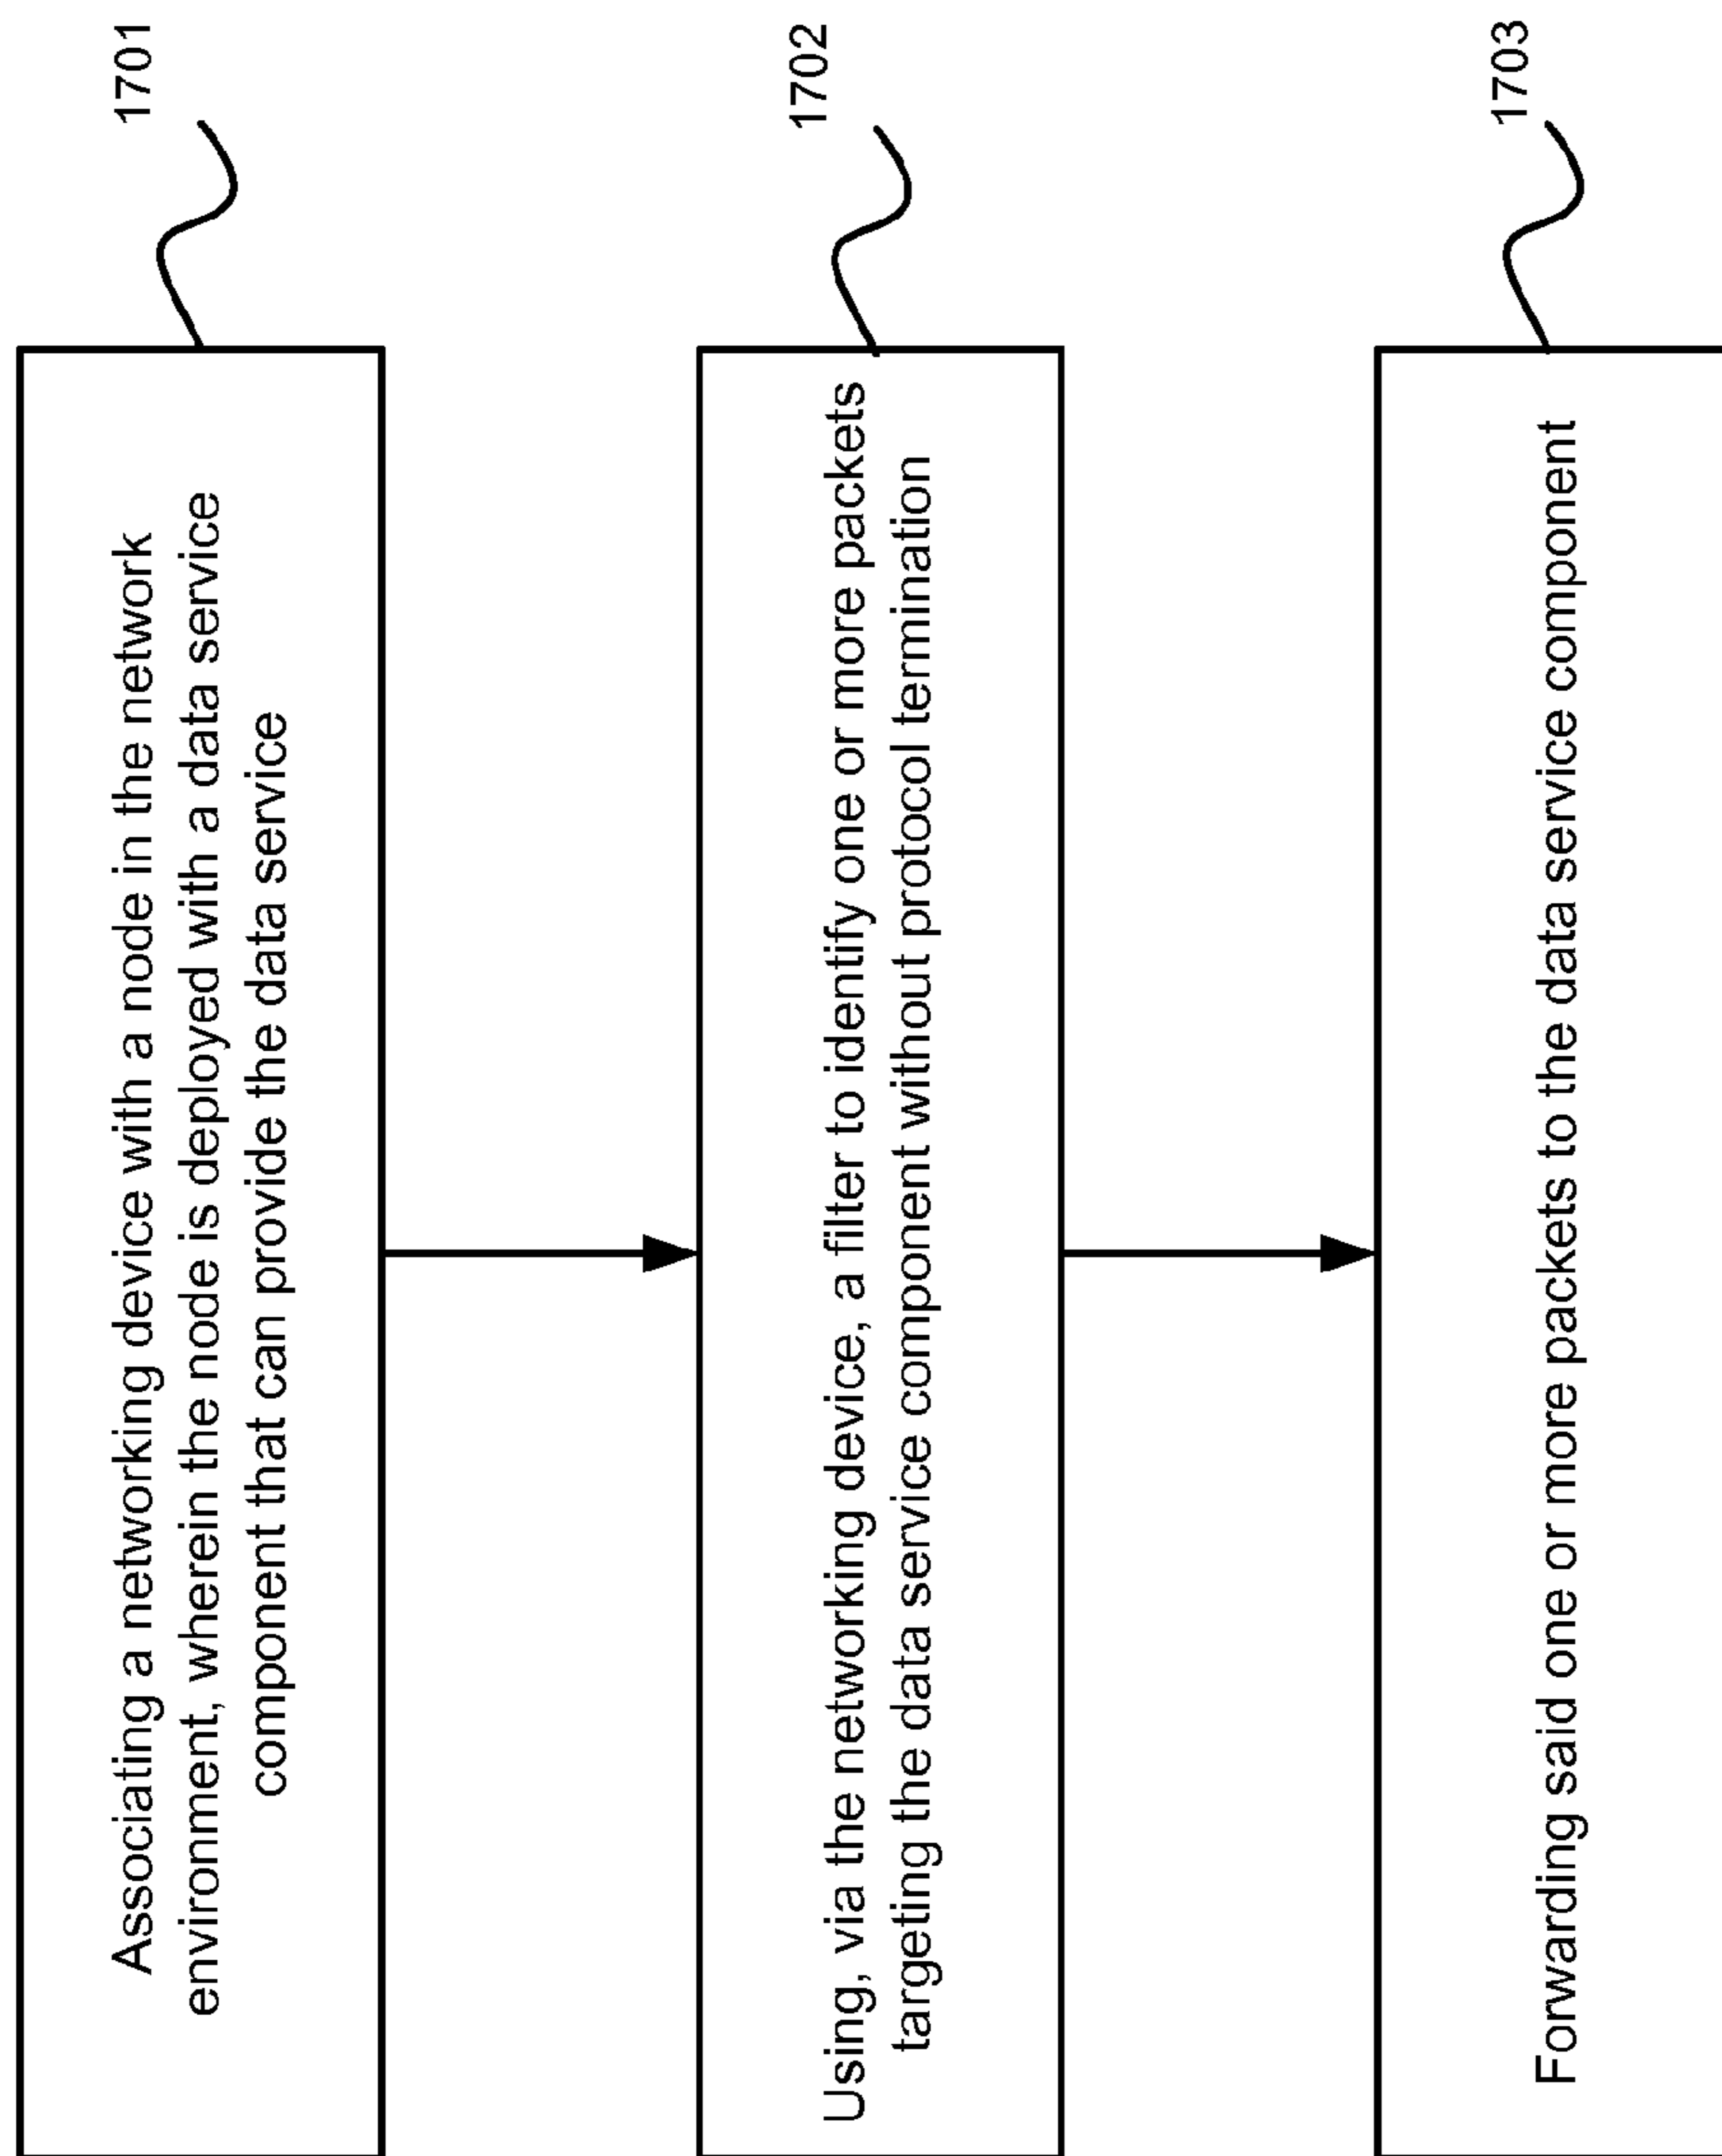 Associating a networking device with a node in the network
environment, wherein the node is deployed with a data service
component that can provide the data service
1701
Using, via the networking device, a filter to identify one or more packets
targeting the data service component without protocol termination
1702
Forwarding said one or more packets to the data service component
1703